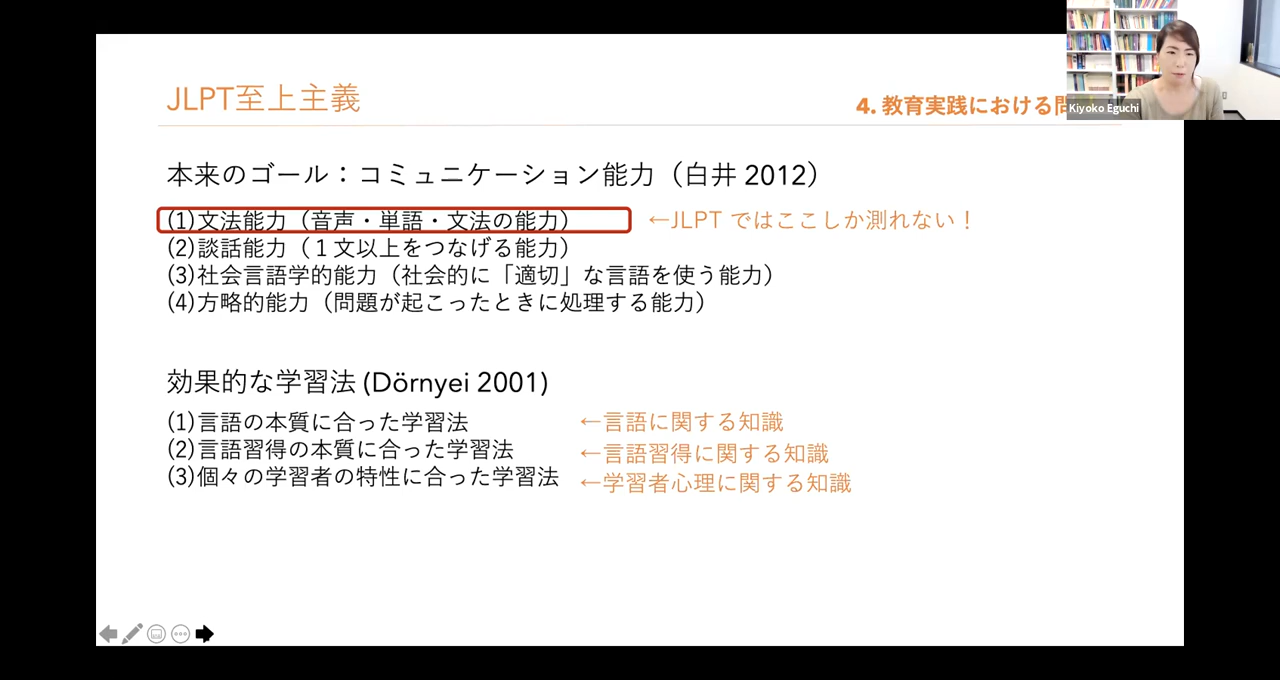 JLPT至上主義
4. 教育実践における問
Kiyoko Eguchi
本来のゴール：コミュニケーション能力（白井 2012）
(1)文法能力（音声・単語・文法の能力） ←JLPT ではここしか測れない！
(2)談話能力（１文以上をつなげる能力）
(3)社会言語学的能力（社会的に「適切」な言語を使う能力）
(4)方略的能力（問題が起こったときに処理する能力）
効果的な学習法 (Dörnyei 2001)
(1)言語の本質に合った学習法 ←言語に関する知識
(2)言語習得の本質に合った学習法 ←言語習得に関する知識
(3)個々の学習者の特性に合った学習法 ←学習者心理に関する知識